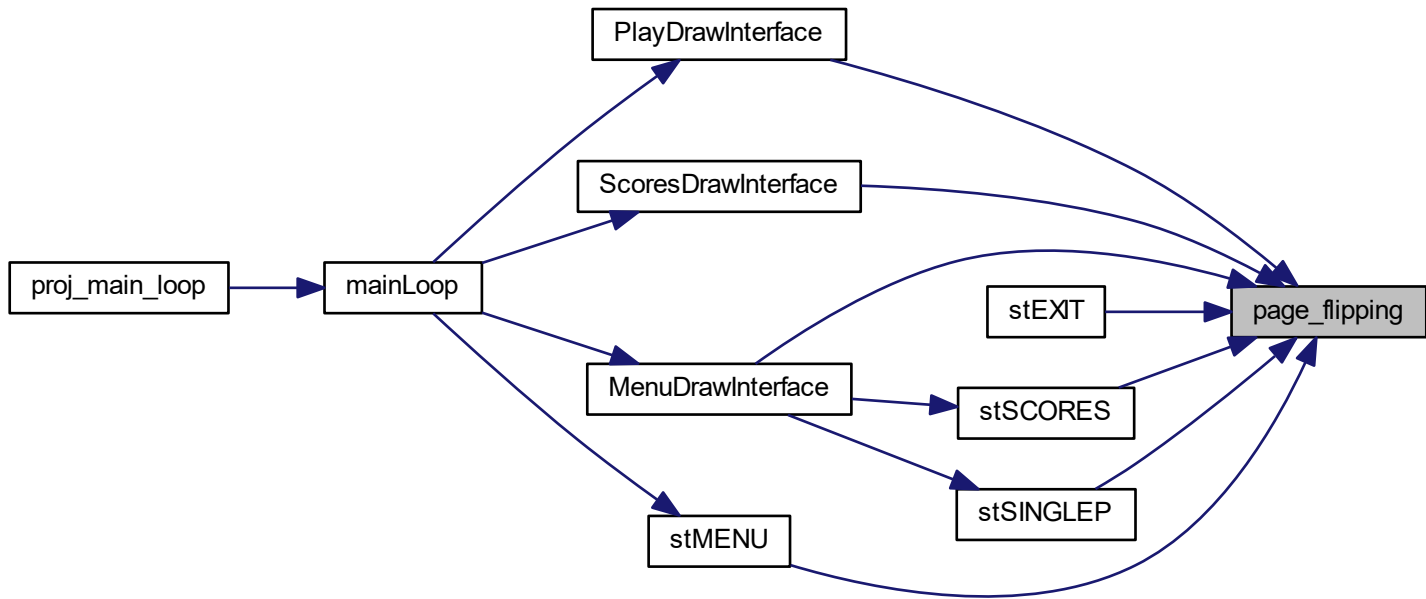 PlayDrawInterface
ScoresDrawInterface
proj_main_loop
mainLoop
stEXIT
page_flipping
MenuDrawInterface
stSCORES
stSINGLEP
stMENU